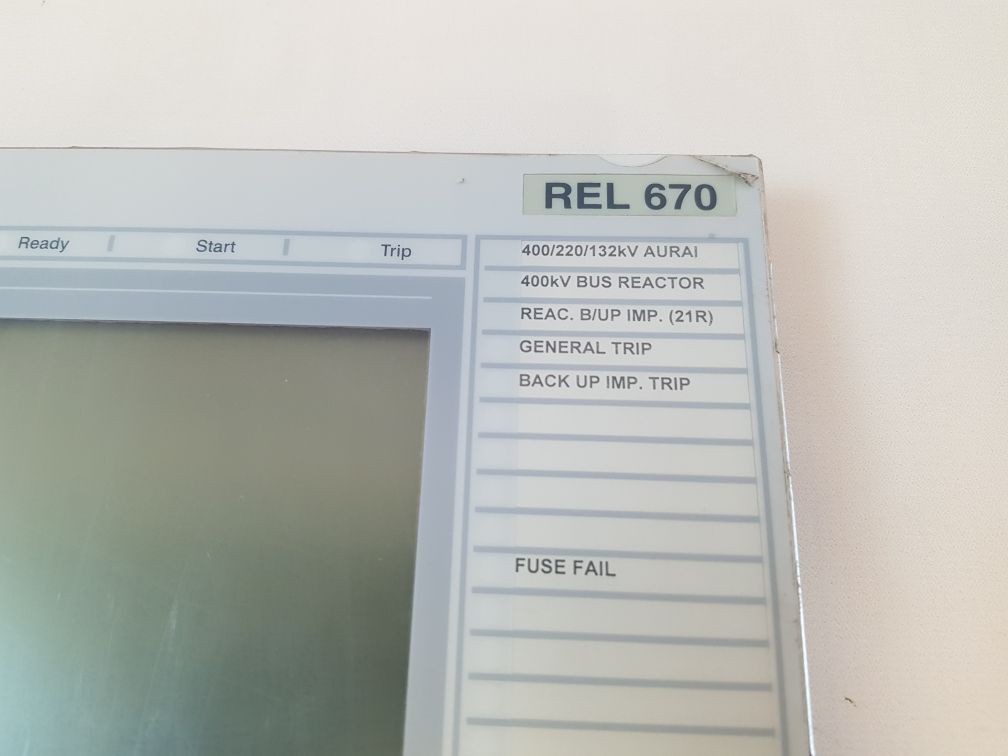 REL 670
Ready Start Trip
400/220/132kV AURAI
400kV BUS REACTOR
REAC. B/UP IMP. (21R)
GENERAL TRIP
BACK UP IMP. TRIP
FUSE FAIL